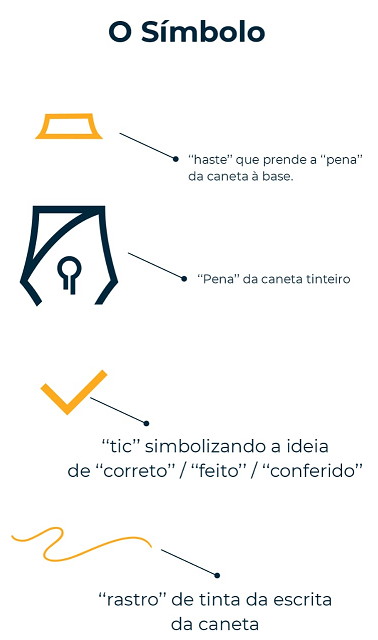 O Símbolo
“haste” que prende a “pena”
da caneta à base.
“Pena” da caneta tinteiro
“tic” simbolizando a ideia
de “correto” / “feito” / “conferido”
“rastro” de tinta da escrita
da caneta